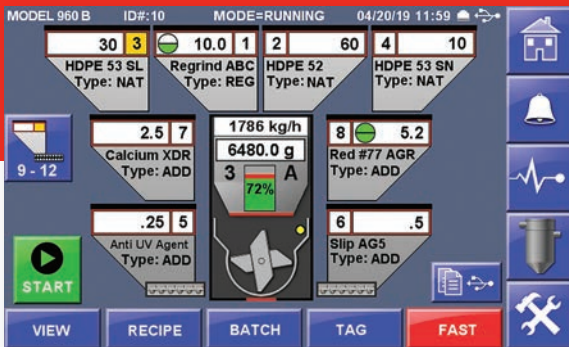 MODEL 960 B ID#:10 MODE=RUNNING 04/20/19 11:59
30 3 10.0 1 2 60 4 10
HDPE 53 SL Regrind ABC HDPE 52 HDPE 53 SN
Type: NAT Type: REG Type: NAT Type: NAT
2.5 7 1786 kg/h 8 5.2
6480.0 g
Calcium XDR 3 A Red #77 AGR
Type: ADD 72% Type: ADD
9 - 12
.25 5 6 .5
Anti UV Agent Slip AG5
Type: ADD Type: ADD
START
VIEW RECIPE BATCH TAG FAST